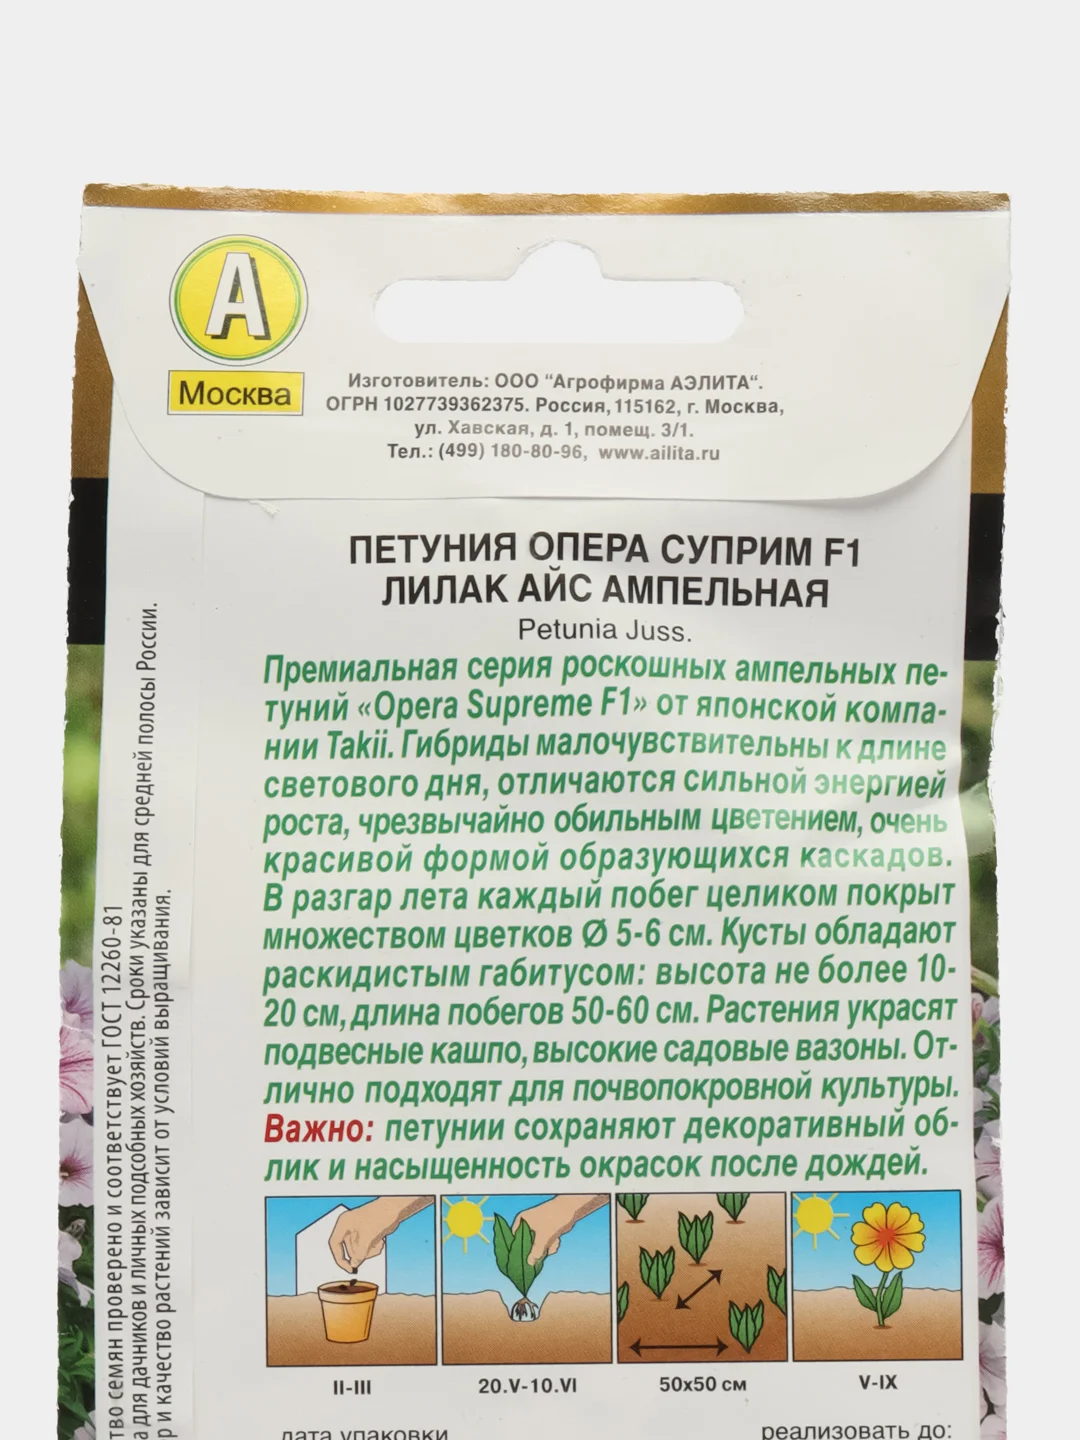 А
Москва
Изготовитель: ООО "Агрофирма АЭЛИТА".
ОГРН 1027739362375. Россия, 115162, г. Москва,
ул. Хавская, д. 1, помещ. 3/1.
Тел.: (499) 180-80-96, www.ailita.ru
ПЕТУНИЯ ОПЕРА СУПРИМ F1
ЛИЛАК АЙС АМПЕЛЬНАЯ
Petunia Juss.
Премиальная серия роскошных ампельных пе-
туний «Opera Supreme F1» от японской компа-
нии Takii. Гибриды малочувствительны к длине
светового дня, отличаются сильной энергией
роста, чрезвычайно обильным цветением, очень
красивой формой образующихся каскадов.
В разгар лета каждый побег целиком покрыт
множеством цветков Ø 5-6 см. Кусты обладают
раскидистым габитусом: высота не более 10-
20 см, длина побегов 50-60 см. Растения украсят
подвесные кашпо, высокие садовые вазоны. От-
лично подходят для почвопокровной культуры.
Важно: петунии сохраняют декоративный об-
лик и насыщенность окрасок после дождей.
II-III
20.V-10.VI
50x50 см
V-IX
дата упаковки
реализовать до:
семян проверено и соответствует ГОСТ 12260-81
для дачников и личных подсобных хозяйств. Сроки указаны для средней полосы России.
и качество растений зависит от условий выращивания.